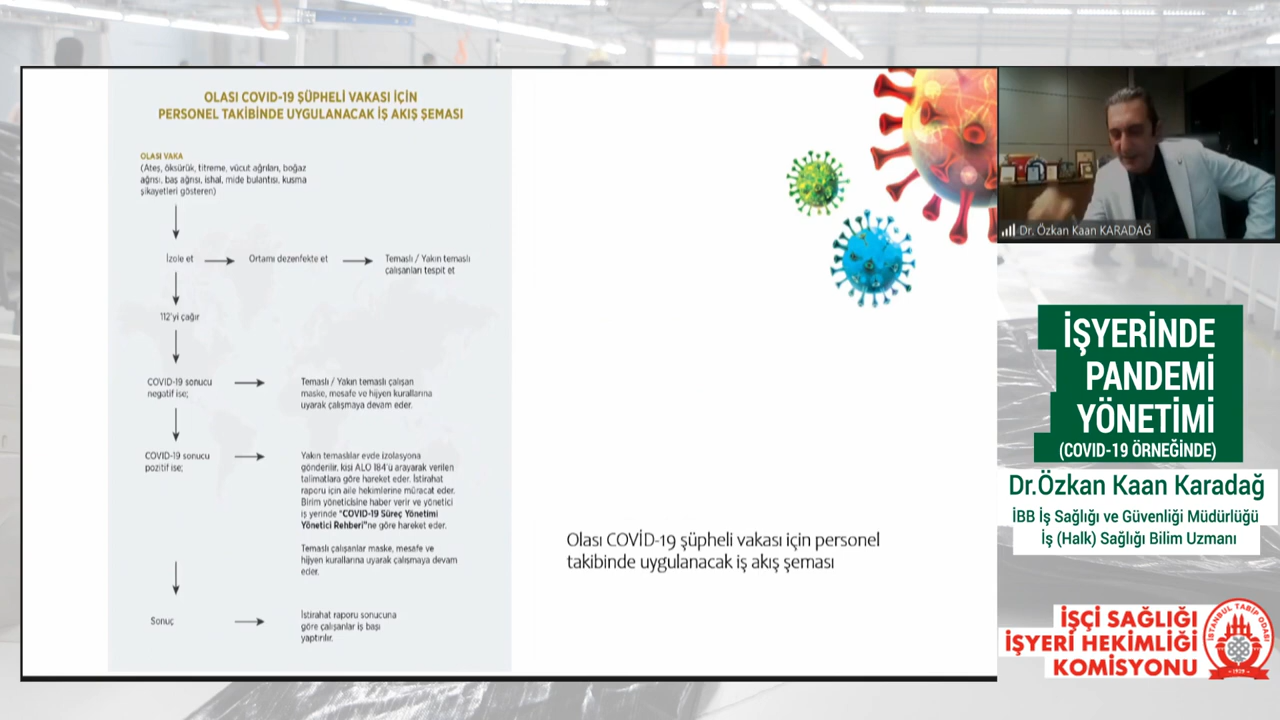 OLASI COVID-19 ŞÜPHELİ VAKASI İÇİN
PERSONEL TAKİBİNDE UYGULANACAK İŞ AKIŞ ŞEMASI
OLASI VAKA
(Ateş, öksürük, titreme, vücut ağrıları, boğaz
ağrısı, baş ağrısı, ishal, mide bulantısı, kusma
şikayetleri gösteren)
İzole et
Ortamı dezenfekte et
Temaslı / Yakın temaslı
çalışanları tespit et
112'yi çağır
COVID-19 sonucu
negatif ise;
Temaslı / Yakın temaslı çalışan
maske, mesafe ve hijyen kurallarına
uyarak çalışmaya devam eder.
COVID-19 sonucu
pozitif ise;
Yakın temaslılar evde izolasyona
gönderilir, kişi ALO 184'ü arayarak verilen
talimatlara göre hareket eder. İstirahat
raporu için aile hekimlerine müracat eder.
Birim yöneticisine haber verir ve yönetici
iş yerinde "COVID-19 Süreç Yönetimi
Yönetici Rehberi"ne göre hareket eder.
Temaslı çalışanlar maske, mesafe ve
hijyen kurallarına uyarak çalışmaya devam
eder.
Sonuç
İstirahat raporu sonucuna
göre çalışanlar iş başı
yaptırılır.
Olası COVİD-19 şüpheli vakası için personel
takibinde uygulanacak iş akış şeması
Dr. Özkan Kaan KARADAĞ
İŞYERİNDE
PANDEMİ
YÖNETİMİ
(COVID-19 ÖRNEĞİNDE)
Dr.Özkan Kaan Karadağ
İBB İş Sağlığı ve Güvenliği Müdürlüğü
İş (Halk) Sağlığı Bilim Uzmanı
İŞÇİ SAĞLIĞI
İŞYERİ HEKİMLİĞİ
KOMİSYONU
İSTANBUL TABİP ODASI
1929